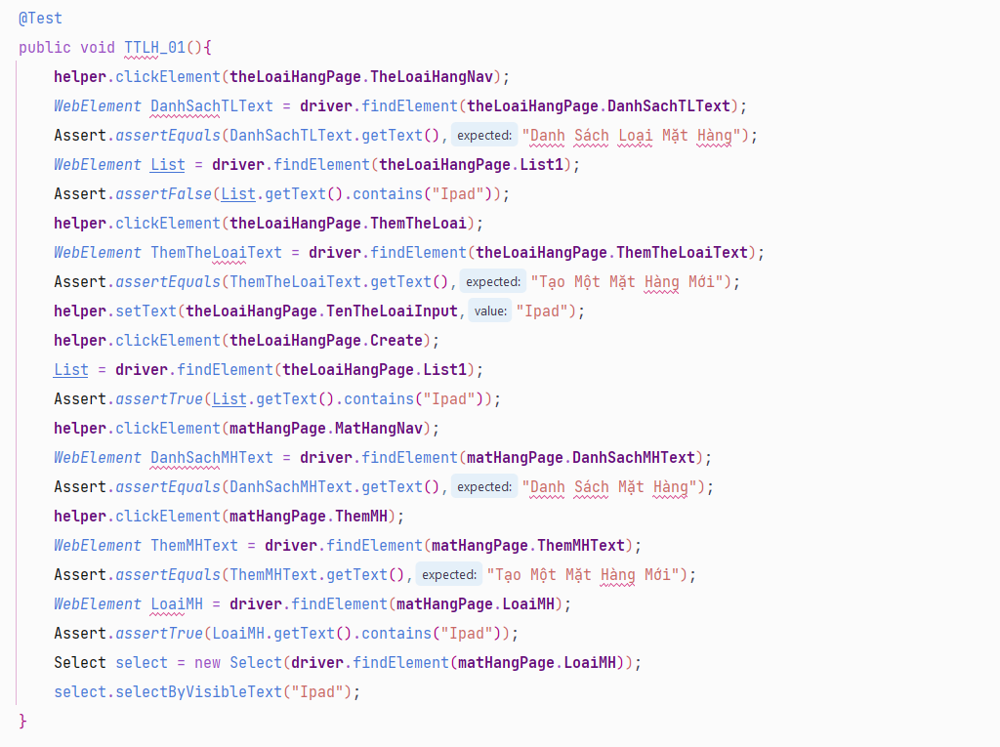 @Test
public void TTLH_01(){
helper.clickElement(theLoaiHangPage.TheLoaiHangNav);
WebElement DanhSachTLText = driver.findElement(theLoaiHangPage.DanhSachTLText);
Assert.assertEquals(DanhSachTLText.getText(), expected: "Danh Sách Loại Mặt Hàng");
WebElement List = driver.findElement(theLoaiHangPage.List1);
Assert.assertFalse(List.getText().contains("Ipad"));
helper.clickElement(theLoaiHangPage.ThemTheLoai);
WebElement ThemTheLoaiText = driver.findElement(theLoaiHangPage.ThemTheLoaiText);
Assert.assertEquals(ThemTheLoaiText.getText(), expected: "Tạo Một Mặt Hàng Mới");
helper.setText(theLoaiHangPage.TenTheLoaiInput, value: "Ipad");
helper.clickElement(theLoaiHangPage.Create);
List = driver.findElement(theLoaiHangPage.List1);
Assert.assertTrue(List.getText().contains("Ipad"));
helper.clickElement(matHangPage.MatHangNav);
WebElement DanhSachMHText = driver.findElement(matHangPage.DanhSachMHText);
Assert.assertEquals(DanhSachMHText.getText(), expected: "Danh Sách Mặt Hàng");
helper.clickElement(matHangPage.ThemMH);
WebElement ThemMHText = driver.findElement(matHangPage.ThemMHText);
Assert.assertEquals(ThemMHText.getText(), expected: "Tạo Một Mặt Hàng Mới");
WebElement LoaiMH = driver.findElement(matHangPage.LoaiMH);
Assert.assertTrue(LoaiMH.getText().contains("Ipad"));
Select select = new Select(driver.findElement(matHangPage.LoaiMH));
select.selectByVisibleText("Ipad");
}